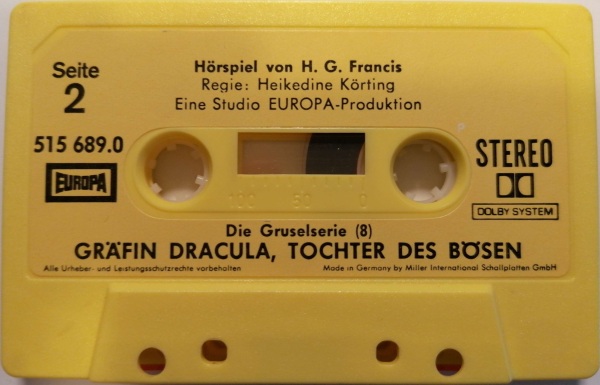 Seite
2
Hörspiel von H. G. Francis
Regie: Heikedine Körting
Eine Studio EUROPA-Produktion
515 689.0
EUROPA
STEREO
DOLBY SYSTEM
100 50 0
Die Gruselserie (8)
GRÄFIN DRACULA, TOCHTER DES BÖSEN
Alle Urheber- und Leistungsschutzrechte vorbehalten
Made in Germany by Miller International Schallplatten GmbH